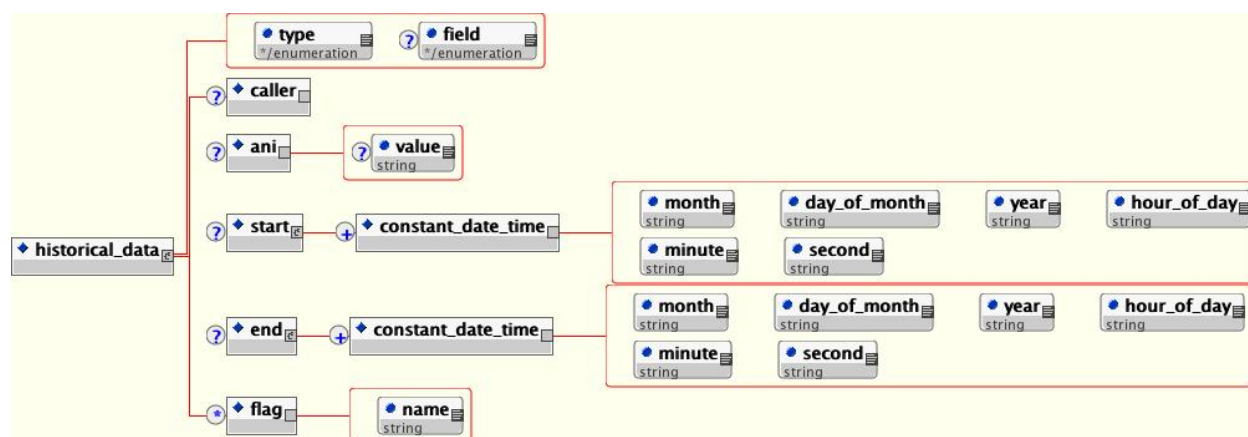 type ? field
*/enumeration */enumeration
? caller
? ani ? value
string
month day_of_month year hour_of_day
string string string string
? start + constant_date_time
minute second
string string
historical_data
month day_of_month year hour_of_day
string string string string
? end + constant_date_time
minute second
string string
* flag name
string